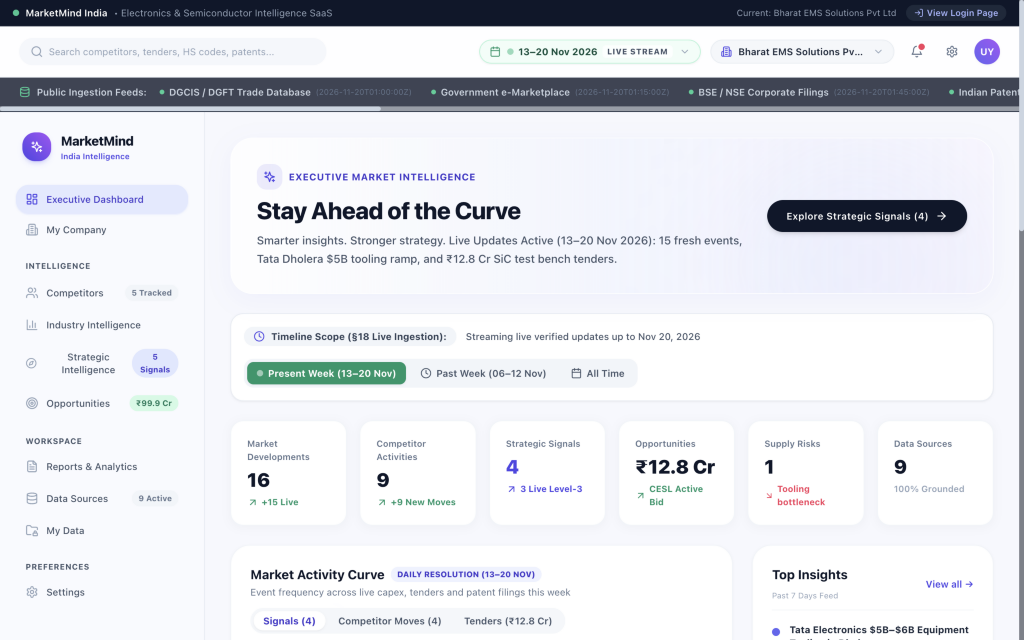 MarketMind India · Electronics & Semiconductor Intelligence SaaS
Current: Bharat EMS Solutions Pvt Ltd
View Login Page
Search competitors, tenders, HS codes, patents...
13–20 Nov 2026 LIVE STREAM
Bharat EMS Solutions Pv...
UY
Public Ingestion Feeds:
DGCIS / DGFT Trade Database (2026-11-20T01:00:00Z)
Government e-Marketplace (2026-11-20T01:15:00Z)
BSE / NSE Corporate Filings (2026-11-20T01:45:00Z)
Indian Patent
MarketMind
India Intelligence
Executive Dashboard
My Company
INTELLIGENCE
Competitors 5 Tracked
Industry Intelligence
Strategic
Intelligence
5
Signals
Opportunities ₹99.9 Cr
WORKSPACE
Reports & Analytics
Data Sources 9 Active
My Data
PREFERENCES
Settings
EXECUTIVE MARKET INTELLIGENCE
Stay Ahead of the Curve
Smarter insights. Stronger strategy. Live Updates Active (13–20 Nov 2026): 15 fresh events,
Tata Dholera $5B tooling ramp, and ₹12.8 Cr SiC test bench tenders.
Explore Strategic Signals (4) →
Timeline Scope (§18 Live Ingestion):
Streaming live verified updates up to Nov 20, 2026
Present Week (13–20 Nov)
Past Week (06–12 Nov)
All Time
Market
Developments
16
+15 Live
Competitor
Activities
9
+9 New Moves
Strategic Signals
4
3 Live Level-3
Opportunities
₹12.8 Cr
CESL Active
Bid
Supply Risks
1
Tooling
bottleneck
Data Sources
9
100% Grounded
Market Activity Curve
DAILY RESOLUTION (13–20 NOV)
Event frequency across live capex, tenders and patent filings this week
Signals (4)
Competitor Moves (4)
Tenders (₹12.8 Cr)
Top Insights
Past 7 Days Feed
View all →
Tata Electronics $5B–$6B Equipment